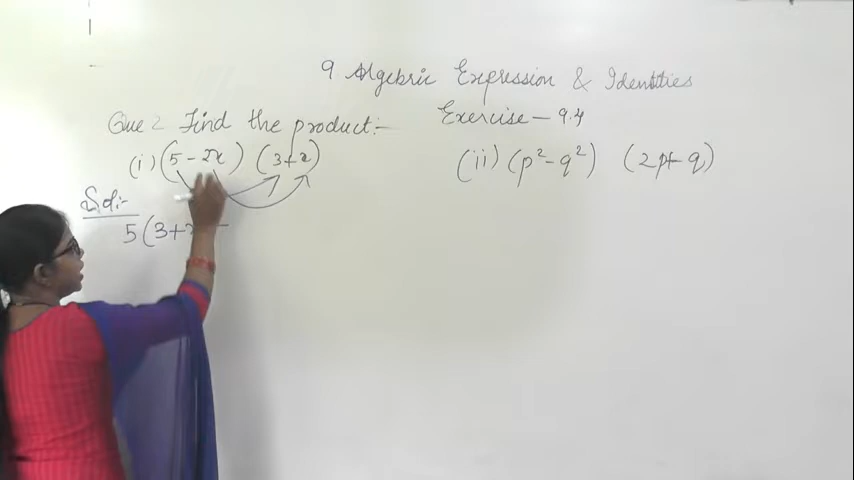 9 Algebric Expression & Identities
Que 2 Find the product:-
Exercise - 9.4
(i) (5 - 2x) (3 + x)
(ii) (p² - q²) (2p + q)
Sol:-
5 (3 + x) -